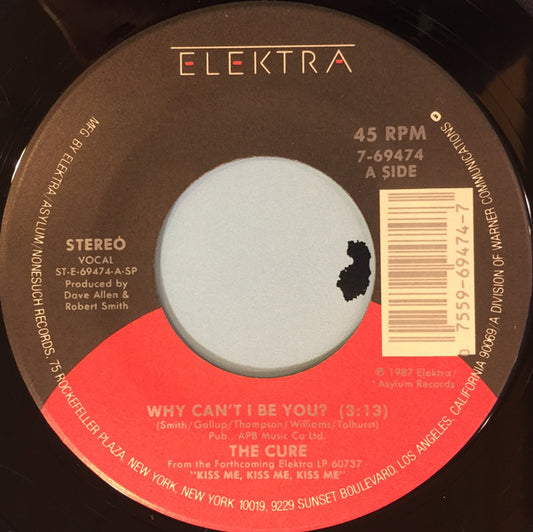 ELEKTRA
45 RPM
7-69474
A SIDE
STEREO
VOCAL
ST-E-69474-A-SP
Produced by
Dave Allen &
Robert Smith
0 7559-69474-7
℗ 1987 Elektra/
Asylum Records
WHY CAN'T I BE YOU? (3:13)
(Smith/Gallup/Thompson/Williams/Tolhurst)
Pub., APB Music Co Ltd.
THE CURE
From the Forthcoming Elektra LP 60737
"KISS ME, KISS ME, KISS ME"
MFG BY ELEKTRA/ASYLUM/NONESUCH RECORDS, 75 ROCKEFELLER PLAZA, NEW YORK, NEW YORK 10019, 9229 SUNSET BOULEVARD, LOS ANGELES, CALIFORNIA 90069/A DIVISION OF WARNER COMMUNICATIONS